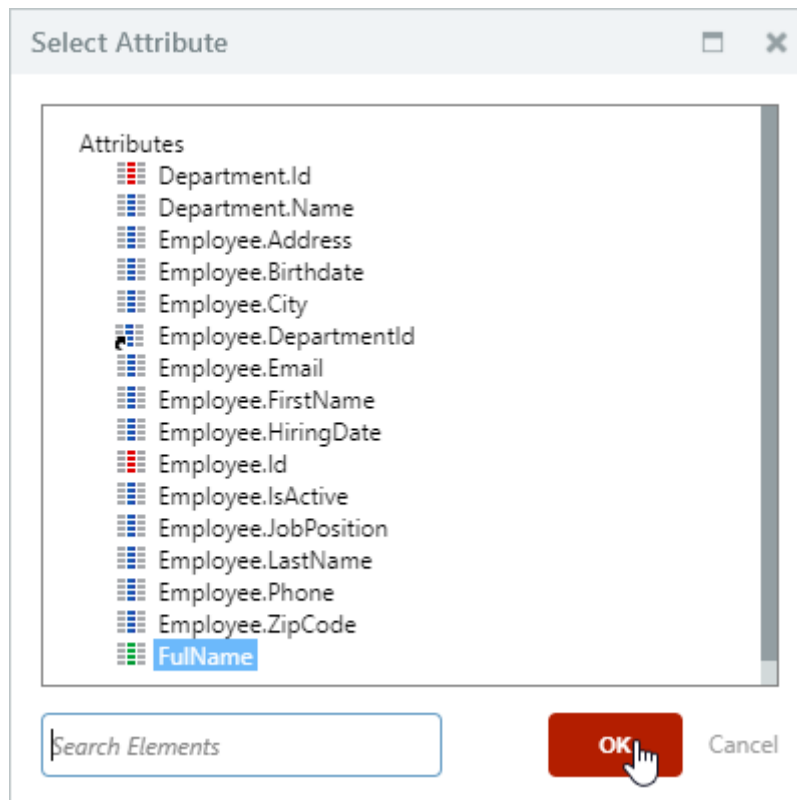 Select Attribute
Attributes
Department.Id
Department.Name
Employee.Address
Employee.Birthdate
Employee.City
Employee.DepartmentId
Employee.Email
Employee.FirstName
Employee.HiringDate
Employee.Id
Employee.IsActive
Employee.JobPosition
Employee.LastName
Employee.Phone
Employee.ZipCode
FulName
Search Elements
OK
Cancel